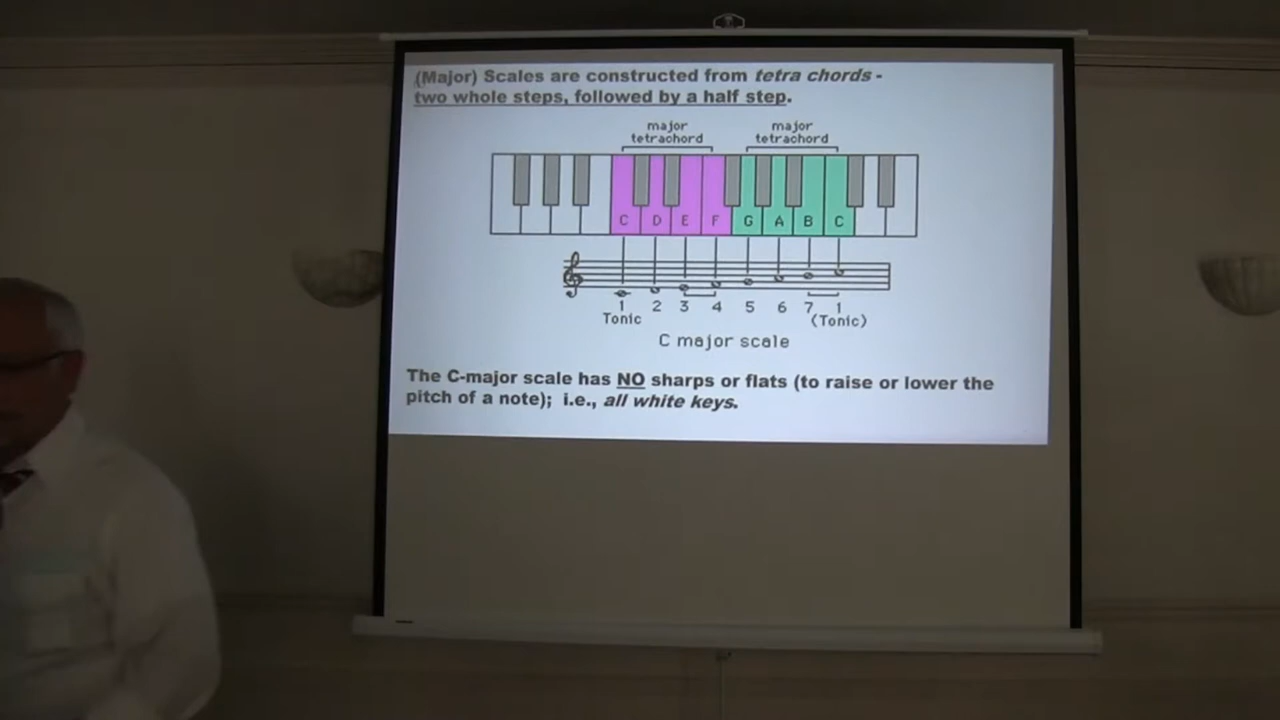 (Major) Scales are constructed from tetra chords -
two whole steps, followed by a half step.
major tetrachord
major tetrachord
C D E F G A B C
1 2 3 4 5 6 7 1
Tonic (Tonic)
C major scale
The C-major scale has NO sharps or flats (to raise or lower the
pitch of a note); i.e., all white keys.